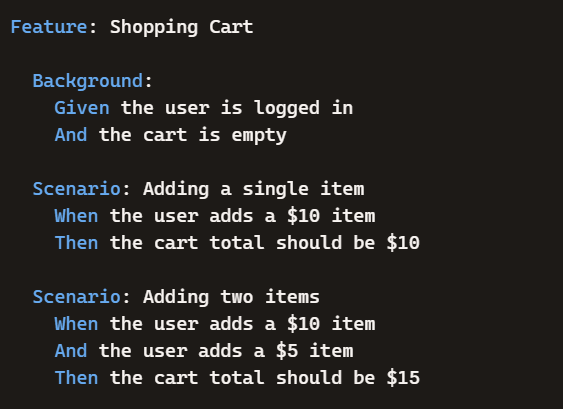 Feature: Shopping Cart
Background:
Given the user is logged in
And the cart is empty
Scenario: Adding a single item
When the user adds a $10 item
Then the cart total should be $10
Scenario: Adding two items
When the user adds a $10 item
And the user adds a $5 item
Then the cart total should be $15